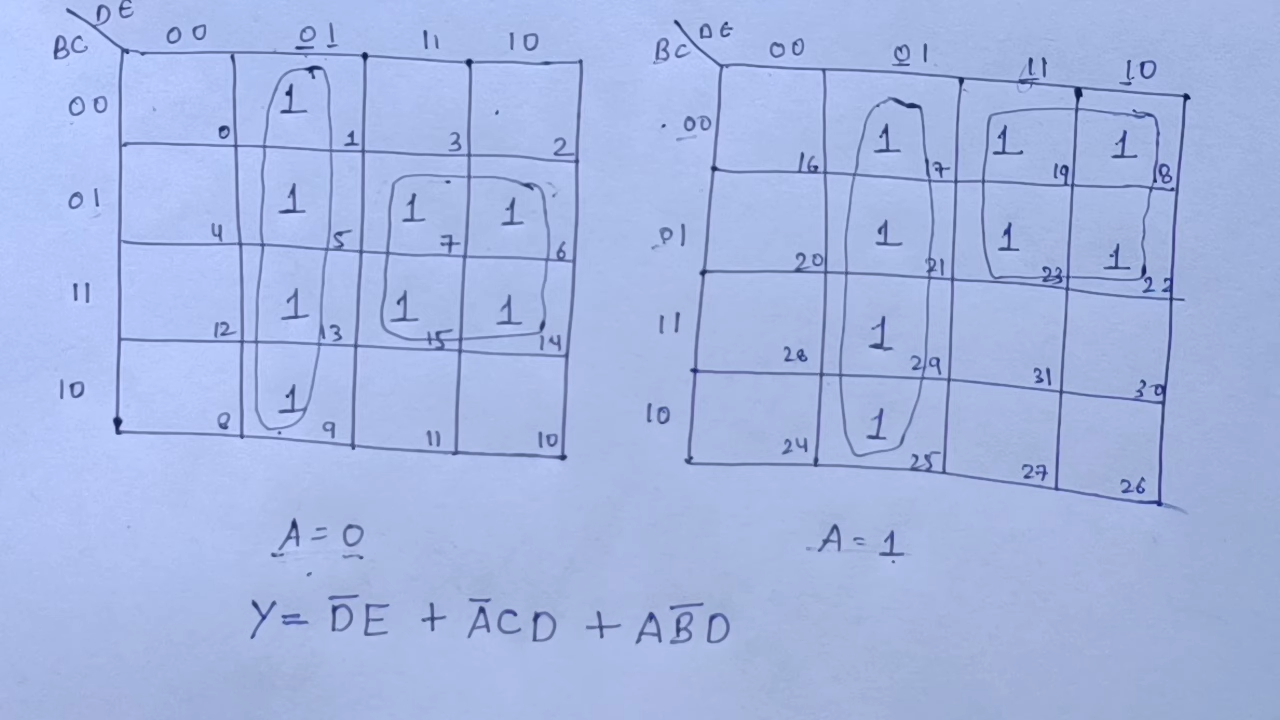 DE DE
BC 00 01 11 10 BC 00 01 11 10
00 1 00 1 1 1
0 1 3 2 16 17 19 18
01 1 1 1 01 1 1 1
4 5 7 6 20 21 23 22
11 1 1 1 11 1
12 13 15 14 28 29 31 30
10 1 10 1
8 9 11 10 24 25 27 26
A = 0 A = 1
Y = D̅E + A̅CD + AB̅D